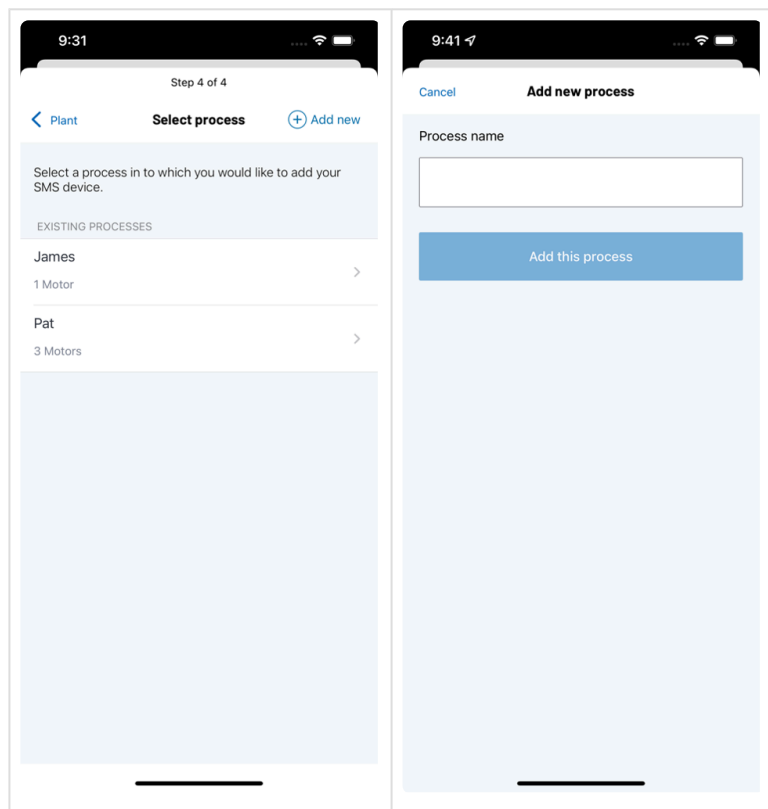 9:31
Step 4 of 4
Plant
Select process
Add new
Select a process in to which you would like to add your
SMS device.
EXISTING PROCESSES
James
1 Motor
Pat
3 Motors
9:41
Cancel
Add new process
Process name
Add this process